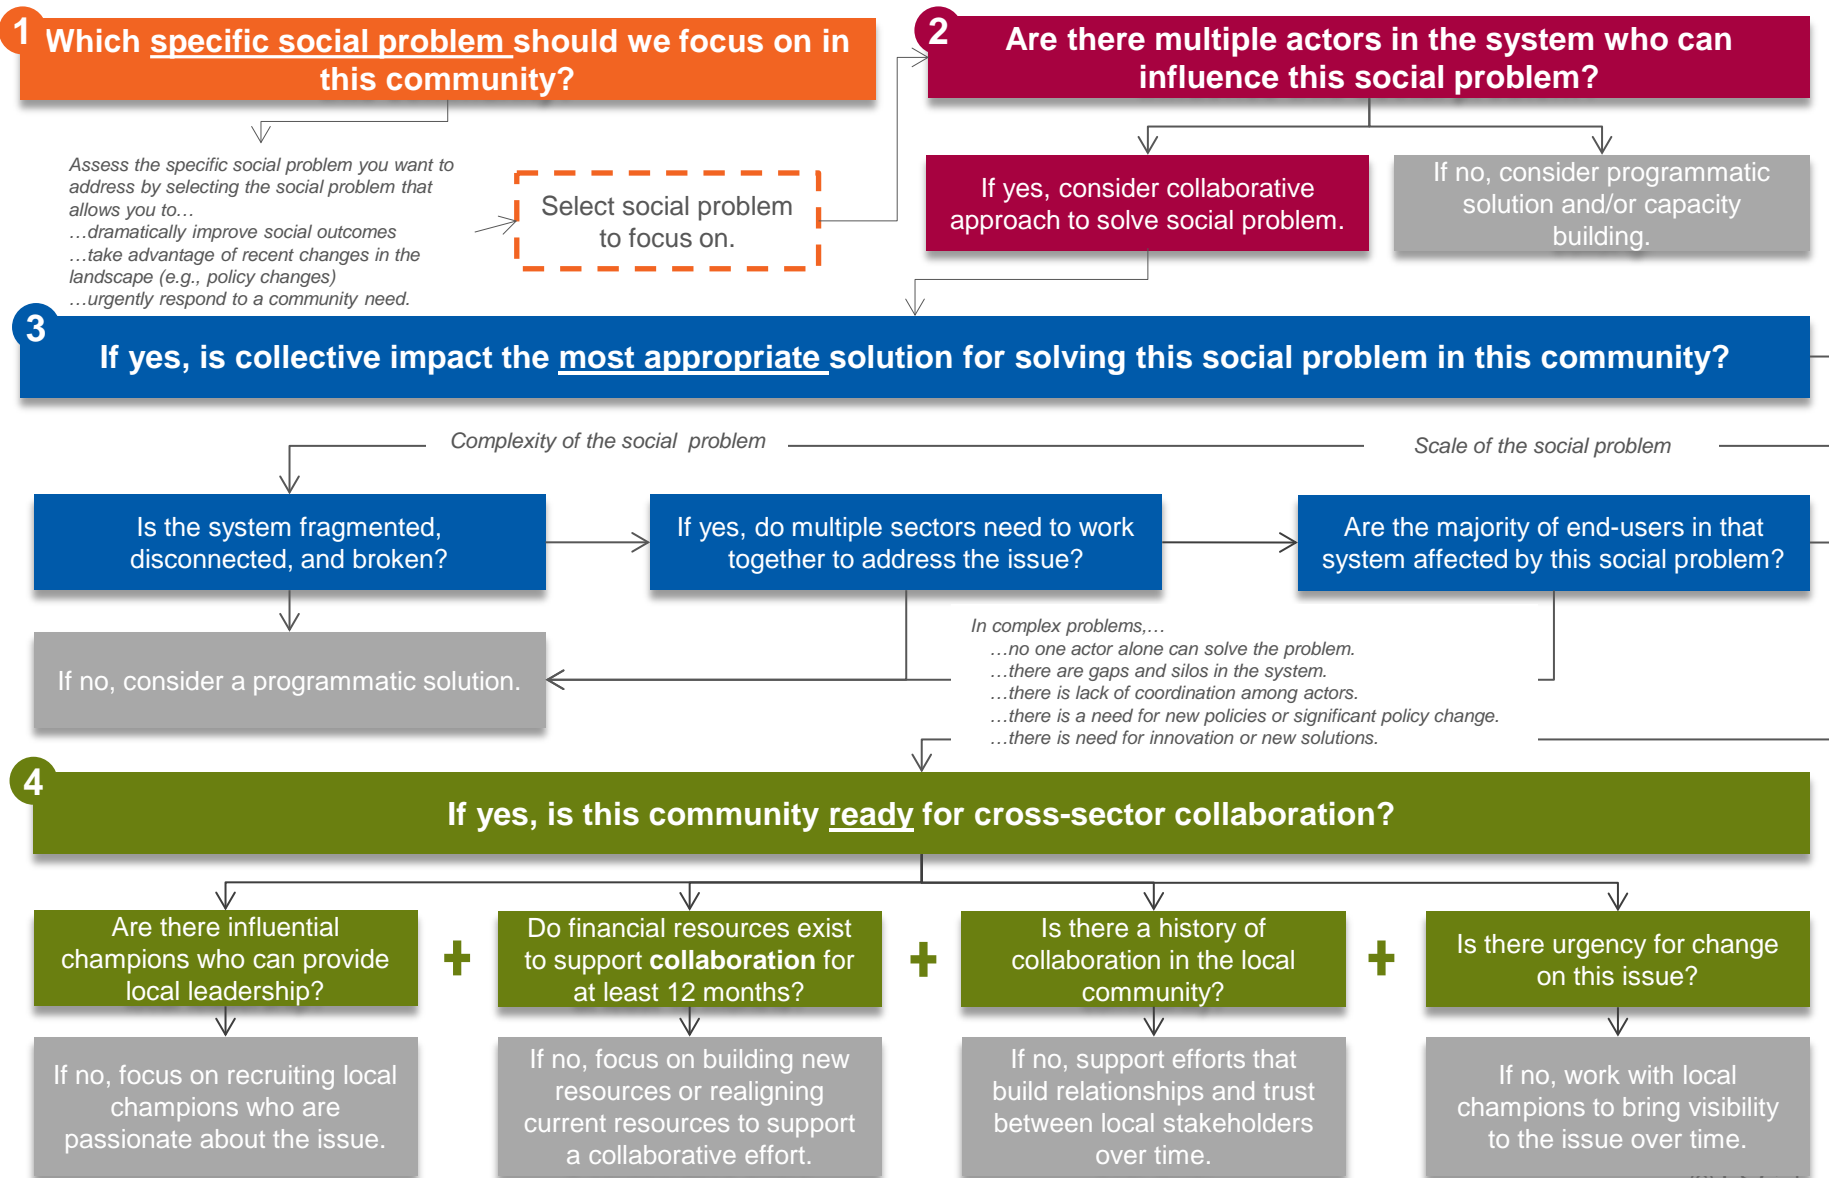 1
Which specific social problem should we focus on in
this community?
2
Are there multiple actors in the system who can
influence this social problem?
Assess the specific social problem you want to
address by selecting the social problem that
allows you to…
…dramatically improve social outcomes
…take advantage of recent changes in the
landscape (e.g., policy changes)
…urgently respond to a community need.
Select social problem
to focus on.
If yes, consider collaborative
approach to solve social problem.
If no, consider programmatic
solution and/or capacity
building.
3
If yes, is collective impact the most appropriate solution for solving this social problem in this community?
Complexity of the social problem
Scale of the social problem
Is the system fragmented,
disconnected, and broken?
If yes, do multiple sectors need to work
together to address the issue?
Are the majority of end-users in that
system affected by this social problem?
If no, consider a programmatic solution.
In complex problems,…
…no one actor alone can solve the problem.
…there are gaps and silos in the system.
…there is lack of coordination among actors.
…there is a need for new policies or significant policy change.
…there is need for innovation or new solutions.
4
If yes, is this community ready for cross-sector collaboration?
Are there influential
champions who can provide
local leadership?
Do financial resources exist
to support collaboration for
at least 12 months?
Is there a history of
collaboration in the local
community?
Is there urgency for change
on this issue?
If no, focus on recruiting local
champions who are
passionate about the issue.
If no, focus on building new
resources or realigning
current resources to support
a collaborative effort.
If no, support efforts that
build relationships and trust
between local stakeholders
over time.
If no, work with local
champions to bring visibility
to the issue over time.